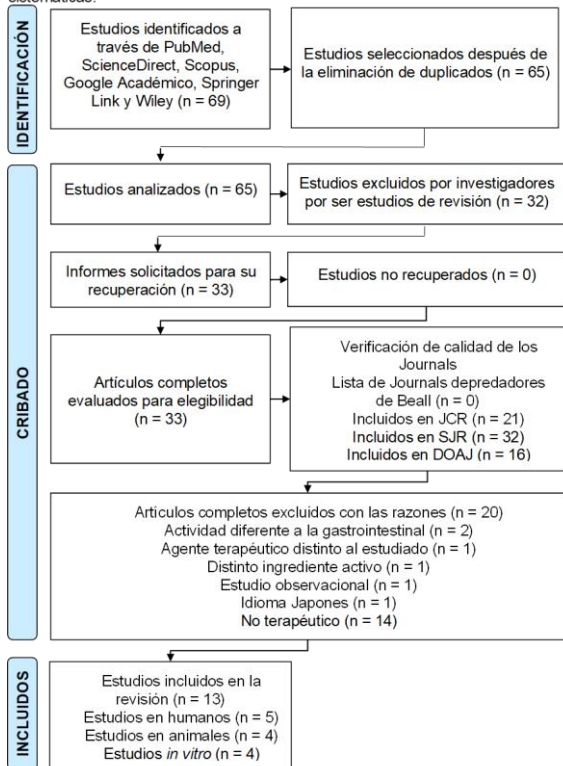 sistemáticas.
IDENTIFICACIÓN
Estudios identificados a
través de PubMed,
ScienceDirect, Scopus,
Google Académico, Springer
Link y Wiley (n = 69)
Estudios seleccionados después de
la eliminación de duplicados (n = 65)
CRIBADO
Estudios analizados (n = 65)
Estudios excluidos por investigadores
por ser estudios de revisión (n = 32)
Informes solicitados para su
recuperación (n = 33)
Estudios no recuperados (n = 0)
Artículos completos
evaluados para elegibilidad
(n = 33)
Verificación de calidad de los
Journals
Lista de Journals depredadores
de Beall (n = 0)
Incluidos en JCR (n = 21)
Incluidos en SJR (n = 32)
Incluidos en DOAJ (n = 16)
Articulos completos excluidos con las razones (n = 20)
Actividad diferente a la gastrointestinal (n = 2)
Agente terapéutico distinto al estudiado (n = 1)
Distinto ingrediente activo (n = 1)
Estudio observacional (n = 1)
Idioma Japones (n = 1)
No terapéutico (n = 14)
INCLUIDOS
Estudios incluidos en la
revisión (n = 13)
Estudios en humanos (n = 5)
Estudios en animales (n = 4)
Estudios in vitro (n = 4)